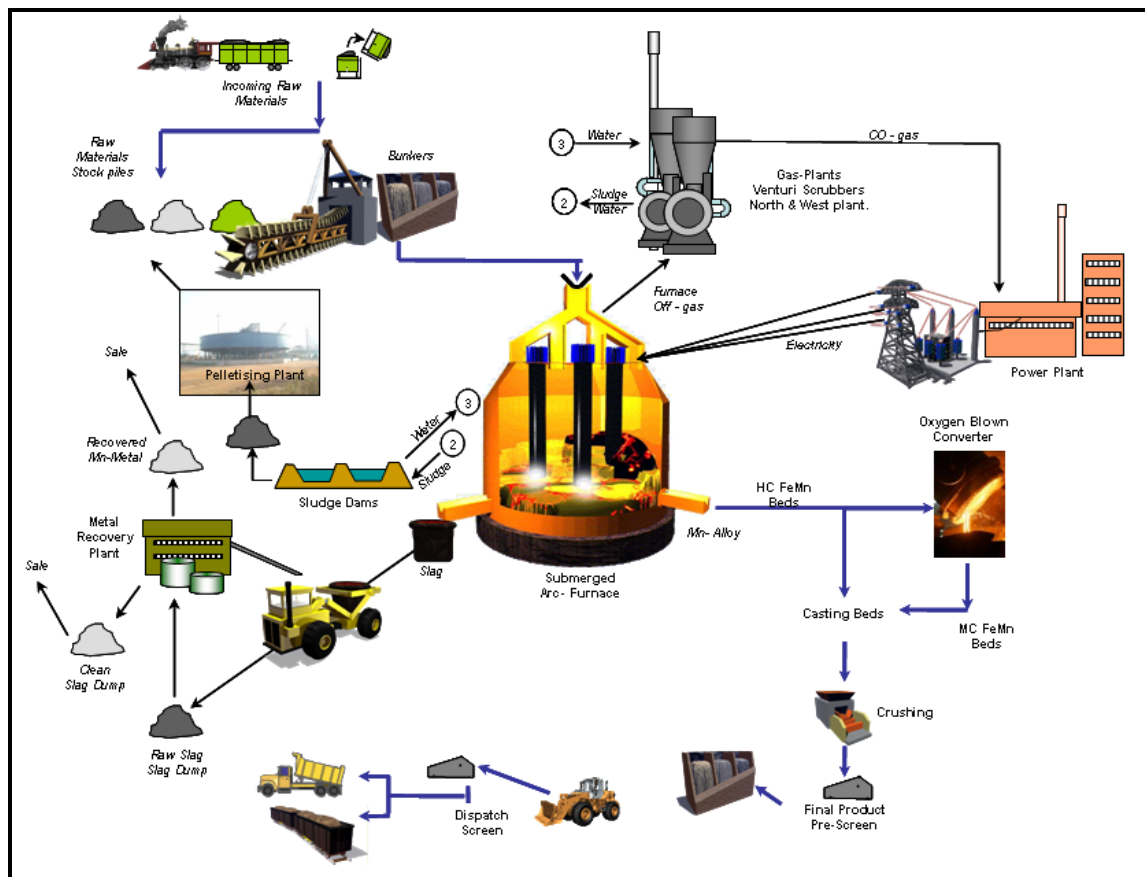 Incoming Raw
Materials
Raw
Materials
Stock piles
Bunkers
3
Water
2
Sludge
Water
CO - gas
Gas-Plants
Venturi Scrubbers
North & West plant.
Furnace
Off - gas
Electricity
Power Plant
Sale
Pelletising Plant
Recovered
Mn-Metal
Water
3
2
Sludge
Sludge Dams
Oxygen Blown
Converter
HC FeMn
Beds
Mn- Alloy
Metal
Recovery
Plant
Slag
Submerged
Arc- Furnace
Sale
Casting Beds
MC FeMn
Beds
Clean
Slag Dump
Crushing
Raw Slag
Slag Dump
Dispatch
Screen
Final Product
Pre-Screen